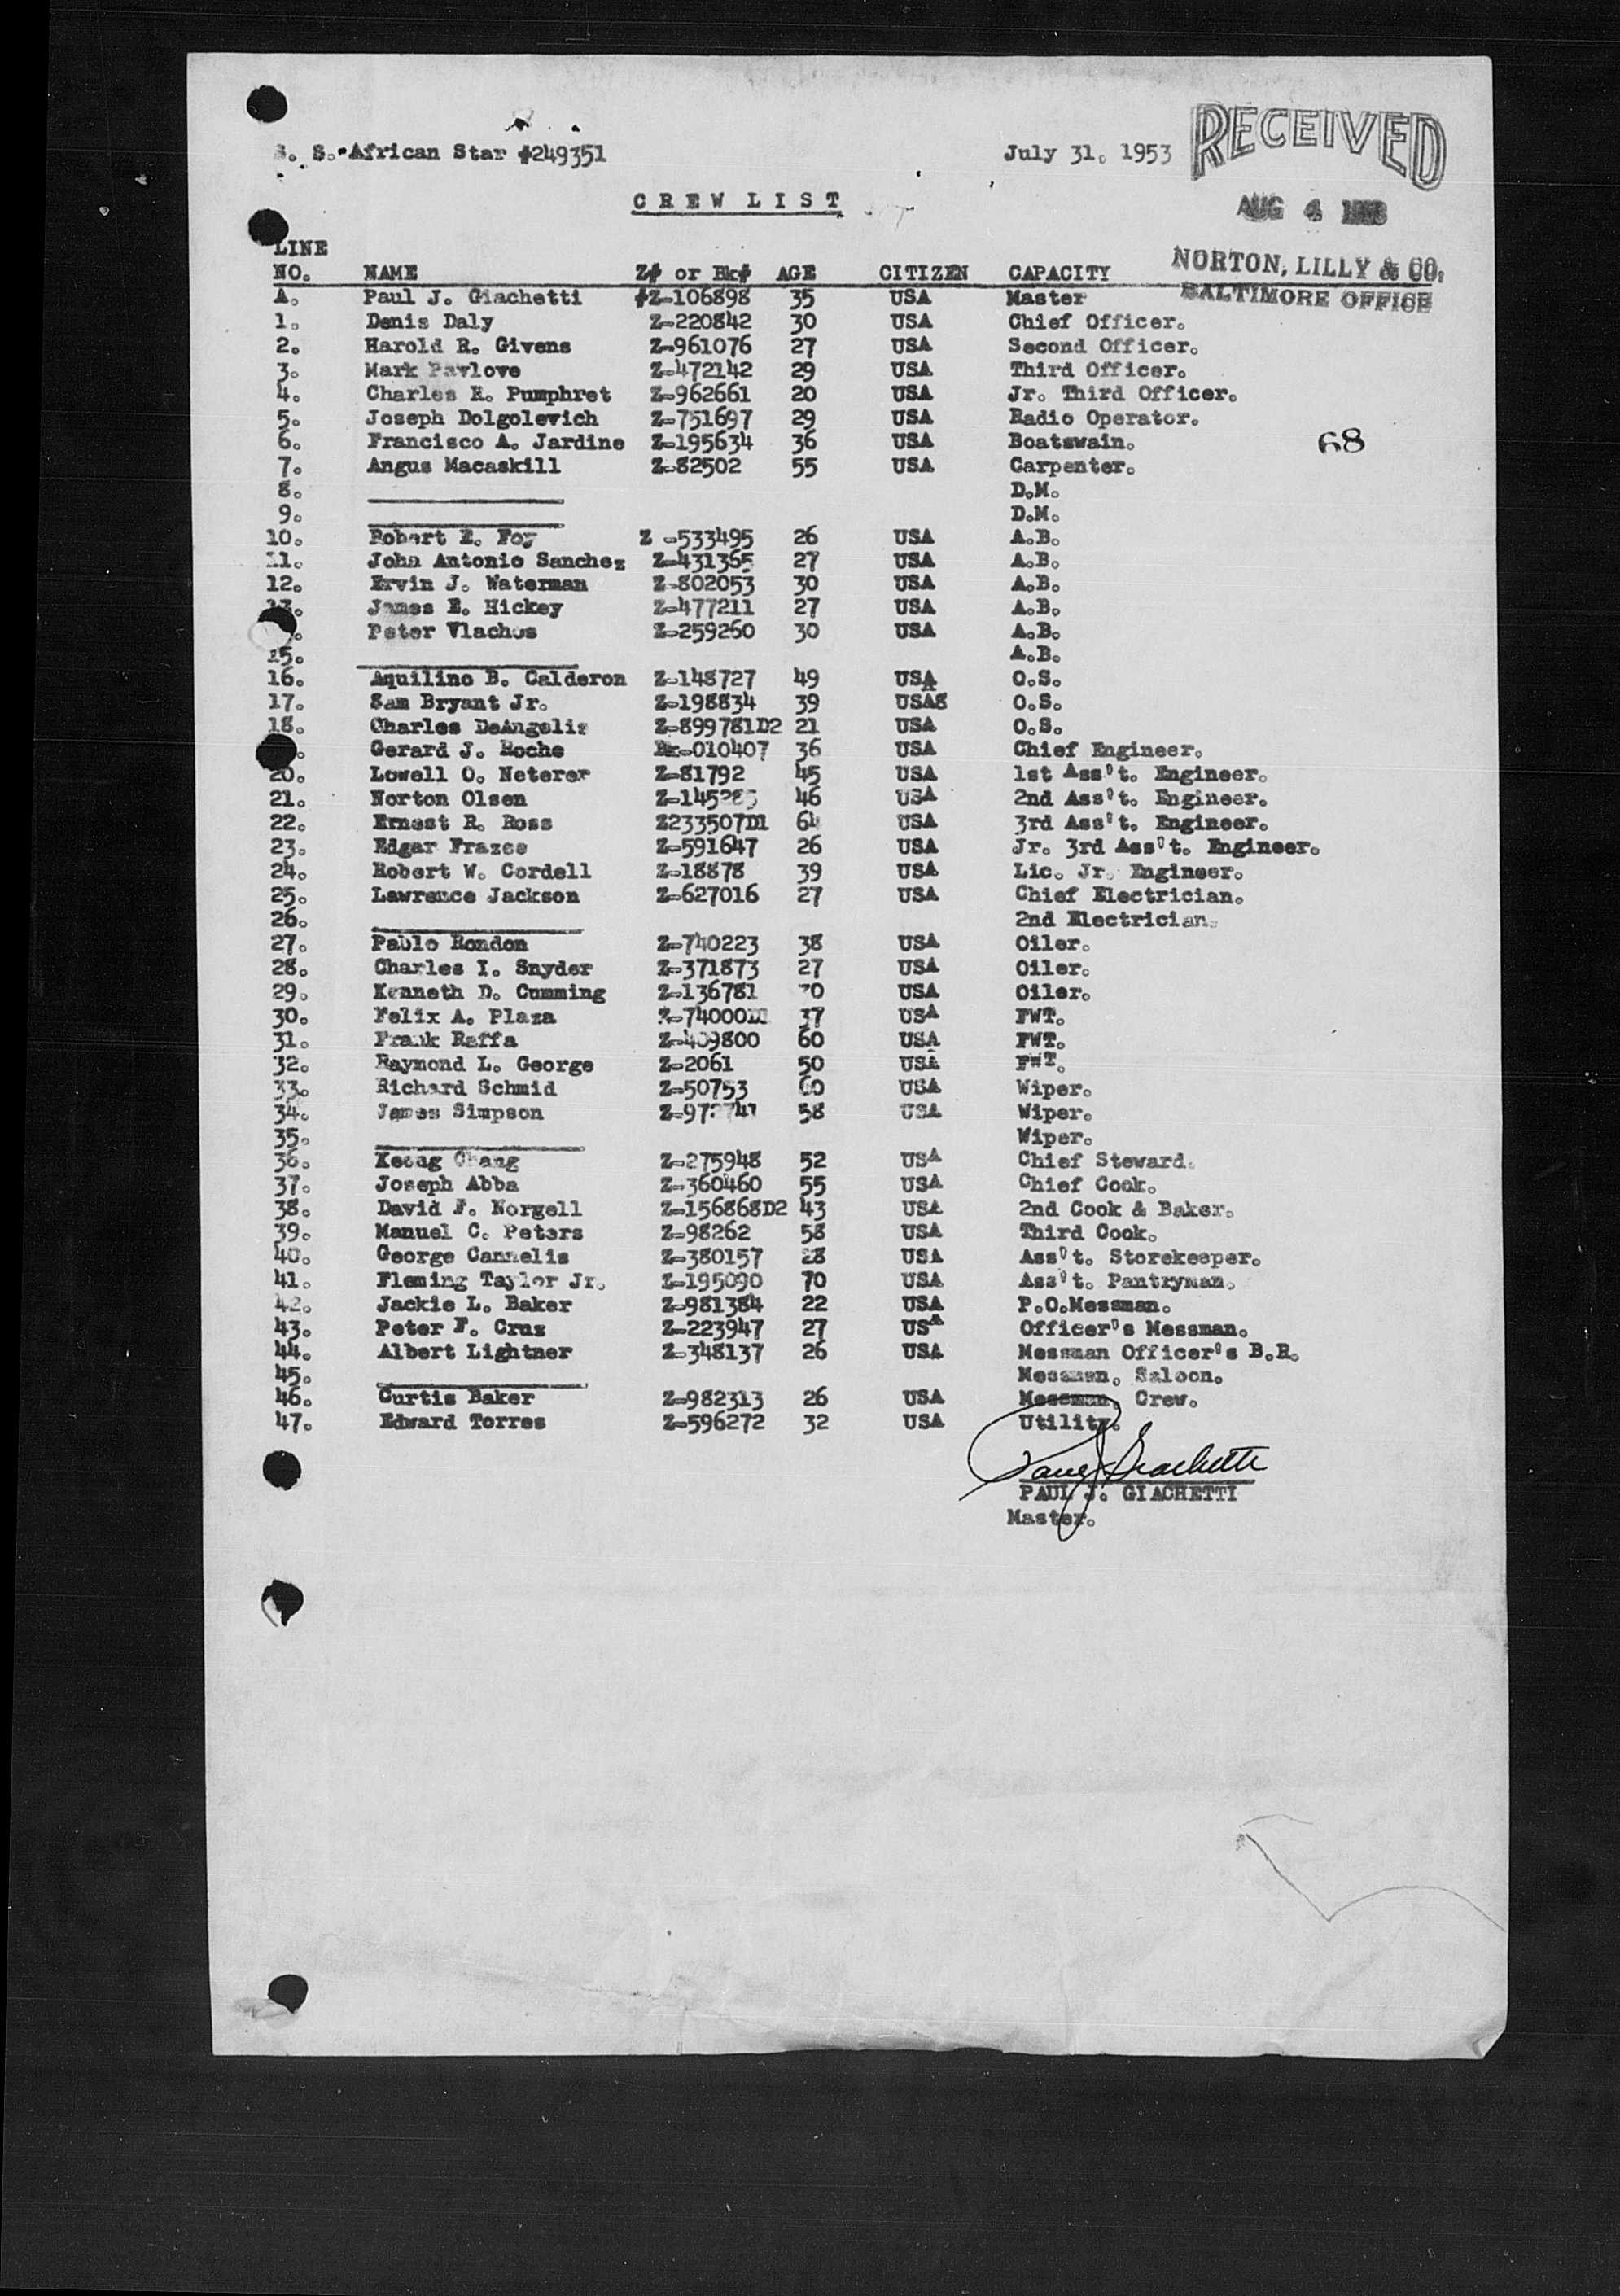 S. S. African Star #249351 July 31, 1953 RECEIVED
CREW LIST
AUG 4
NORTON, LILLY & CO.
BALTIMORE OFFICE
LINE
NO. NAME Z# or Bk# AGE CITIZEN CAPACITY
A. Paul J. Giachetti #Z-106898 35 USA Master
1. Denis Daly Z-220842 30 USA Chief Officer.
2. Harold R. Givens Z-961076 27 USA Second Officer.
3. Mark Pavlove Z-472142 29 USA Third Officer.
4. Charles R. Pumphret Z-962661 20 USA Jr. Third Officer.
5. Joseph Dolgolevich Z-751697 29 USA Radio Operator.
6. Francisco A. Jardine Z-195634 36 USA Boatswain. 68
7. Angus Macaskill Z-82502 55 USA Carpenter.
8. D.M.
9. D.M.
10. Robert E. Foy Z -533495 26 USA A.B.
11. John Antonio Sanchez Z-431365 27 USA A.B.
12. Ervin J. Waterman Z-802053 30 USA A.B.
13. James E. Hickey Z-477211 27 USA A.B.
Peter Vlachos Z-259260 30 USA A.B.
15. A.B.
16. Aquilino B. Calderon Z-148727 49 USA O.S.
17. Sam Bryant Jr. Z-198834 39 USA O.S.
18. Charles DeAngelis Z-899781D2 21 USA O.S.
Gerard J. Roche Bk-010407 36 USA Chief Engineer.
20. Lowell O. Neterer Z-81792 45 USA 1st Ass't. Engineer.
21. Norton Olsen 46 USA 2nd Ass't. Engineer.
22. Ernest R. Ross Z233507D1 64 USA 3rd Ass't. Engineer.
23. Edgar Frazee Z-591647 26 USA Jr. 3rd Ass't. Engineer.
24. Robert W. Cordell Z-18878 39 USA Lic. Jr. Engineer.
25. Lawrence Jackson Z-627016 27 USA Chief Electrician.
26. 2nd Electrician.
27. Pablo Rondon Z-740223 38 USA Oiler.
28. Charles I. Snyder Z-371873 27 USA Oiler.
29. Kenneth D. Cumming Z-136781 USA Oiler.
30. Felix A. Plaza Z-74000D1 37 USA FWT.
31. Frank Raffa Z-409800 60 USA FWT.
32. Raymond L. George Z-2061 50 USA FWT.
33. Richard Schmid Z-50753 60 USA Wiper.
34. James Simpson 58 USA Wiper.
35. Wiper.
36. Keong Chang Z-275948 52 USA Chief Steward.
37. Joseph Abba Z-360460 55 USA Chief Cook.
38. David F. Norgell Z-156868D2 43 USA 2nd Cook & Baker.
39. Manuel C. Peters Z-98262 58 USA Third Cook.
40. George Cannelis Z-380157 28 USA Ass't. Storekeeper.
41. Fleming Taylor Jr. Z-195090 70 USA Ass't. Pantryman.
42. Jackie L. Baker Z-981384 22 USA P.O.Messman.
43. Peter F. Cruz Z-223947 27 USA Officer's Messman.
44. Albert Lightner Z-348137 26 USA Messman Officer's B.R.
45. Messman, Saloon.
46. Curtis Baker Z-982313 26 USA Messman, Crew.
47. Edward Torres Z-596272 32 USA Utility.
Paul J Giachetti
PAUL J. GIACHETTI
Master.